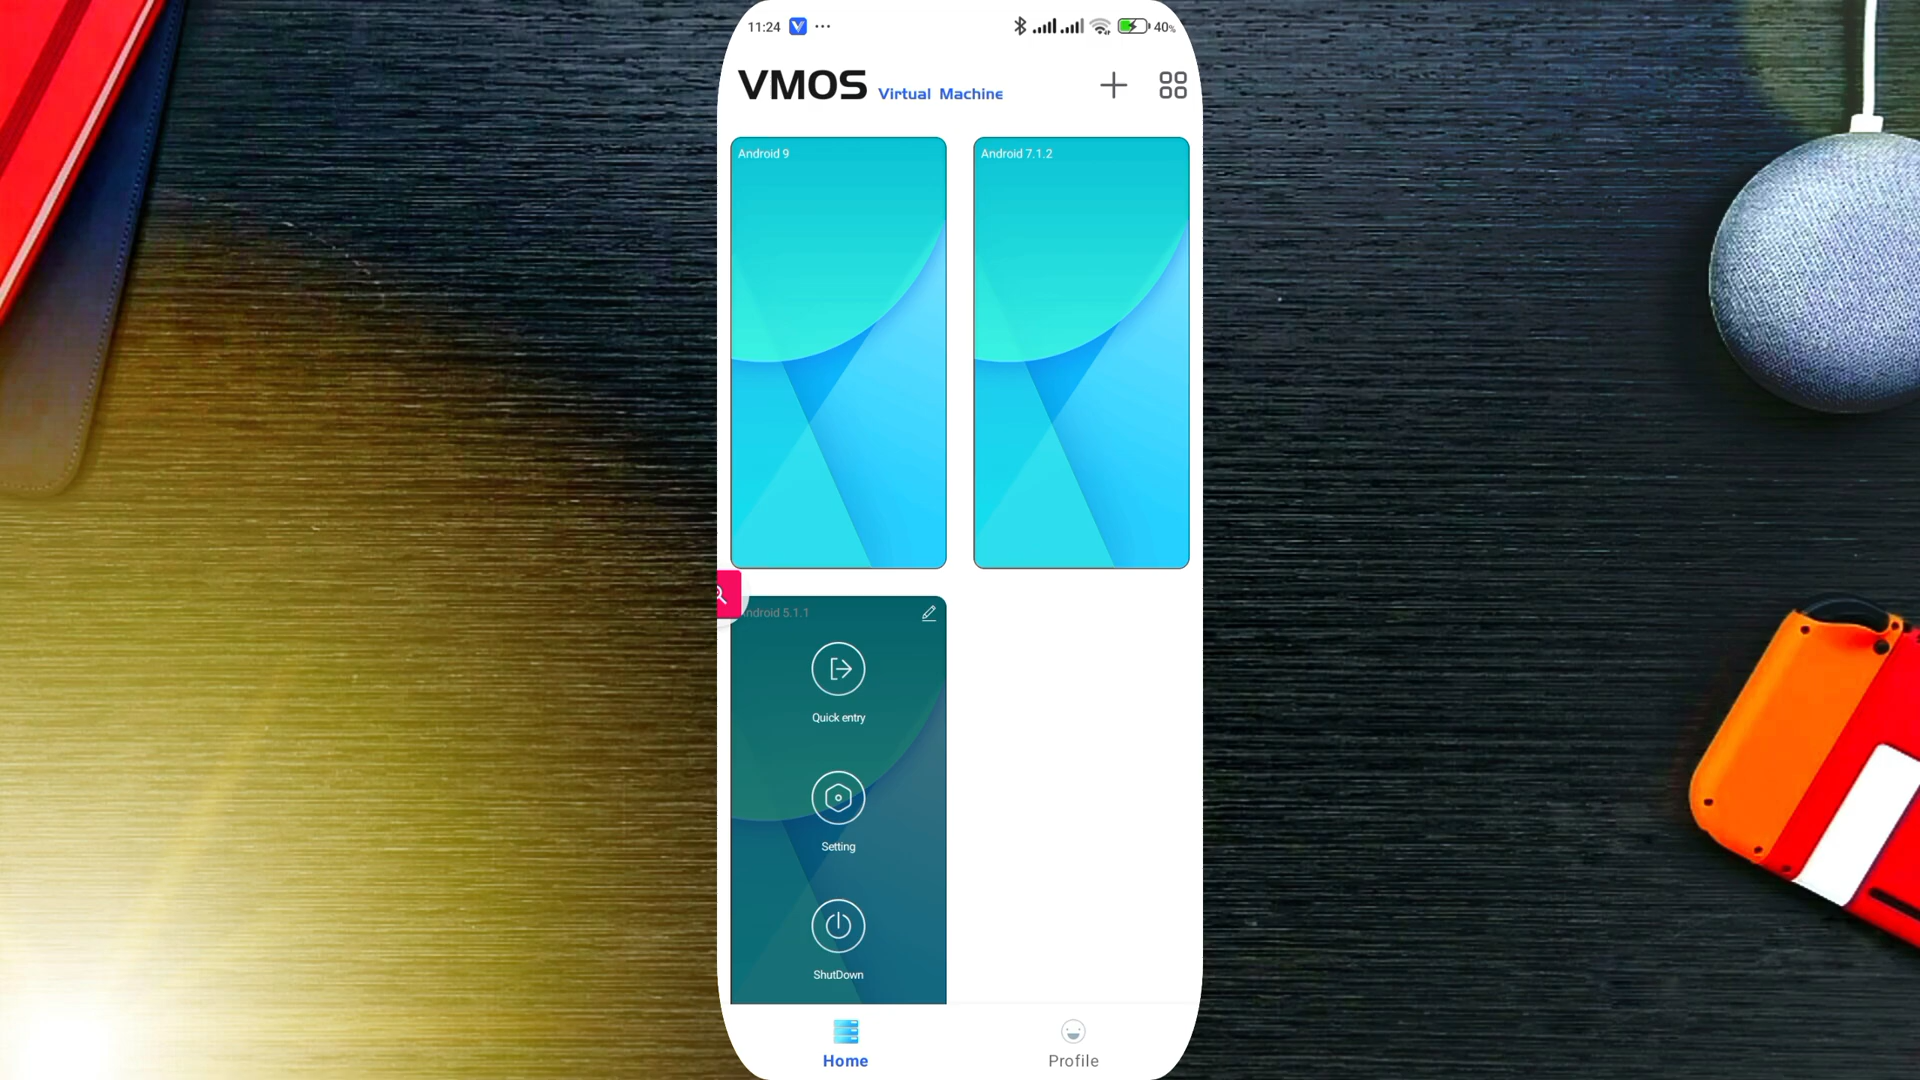 11:24
40%
VMOS Virtual Machine
Android 9
Android 7.1.2
ndroid 5.1.1
Quick entry
Setting
ShutDown
Home
Profile